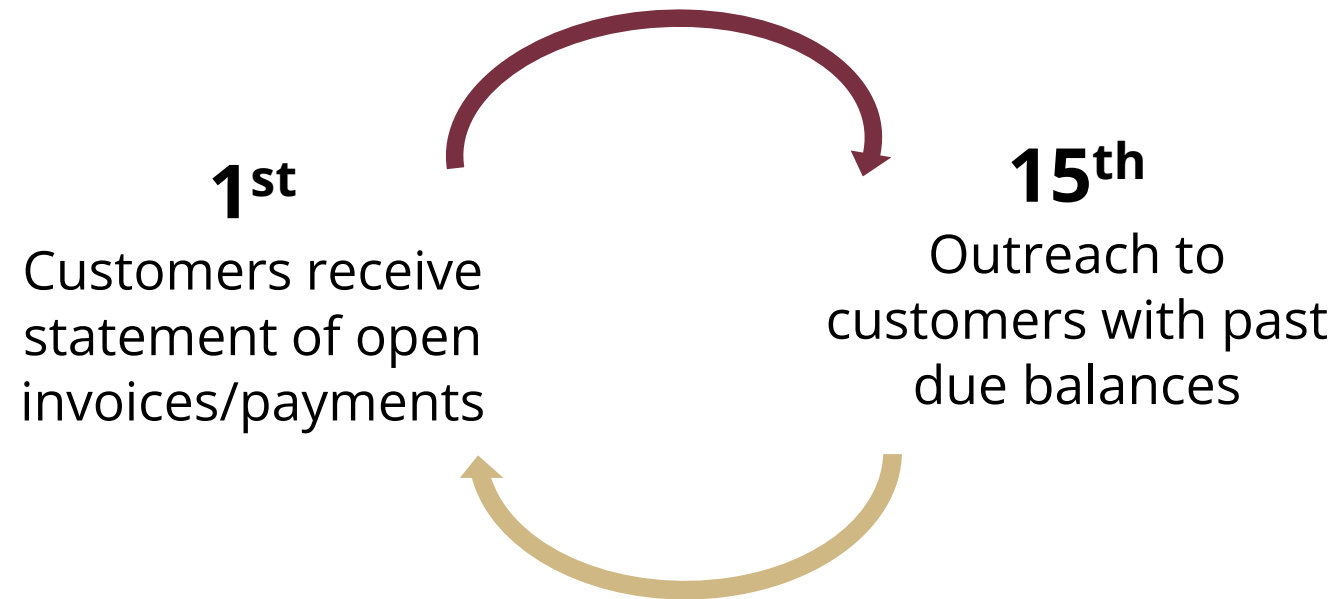 1st
Customers receive
statement of open
invoices/payments
15th
Outreach to
customers with past
due balances